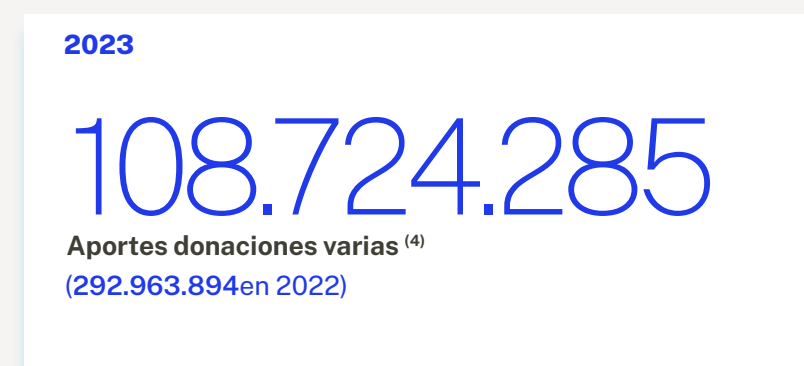 2023
108.724.285
Aportes donaciones varias (4)
(292.963.894en 2022)